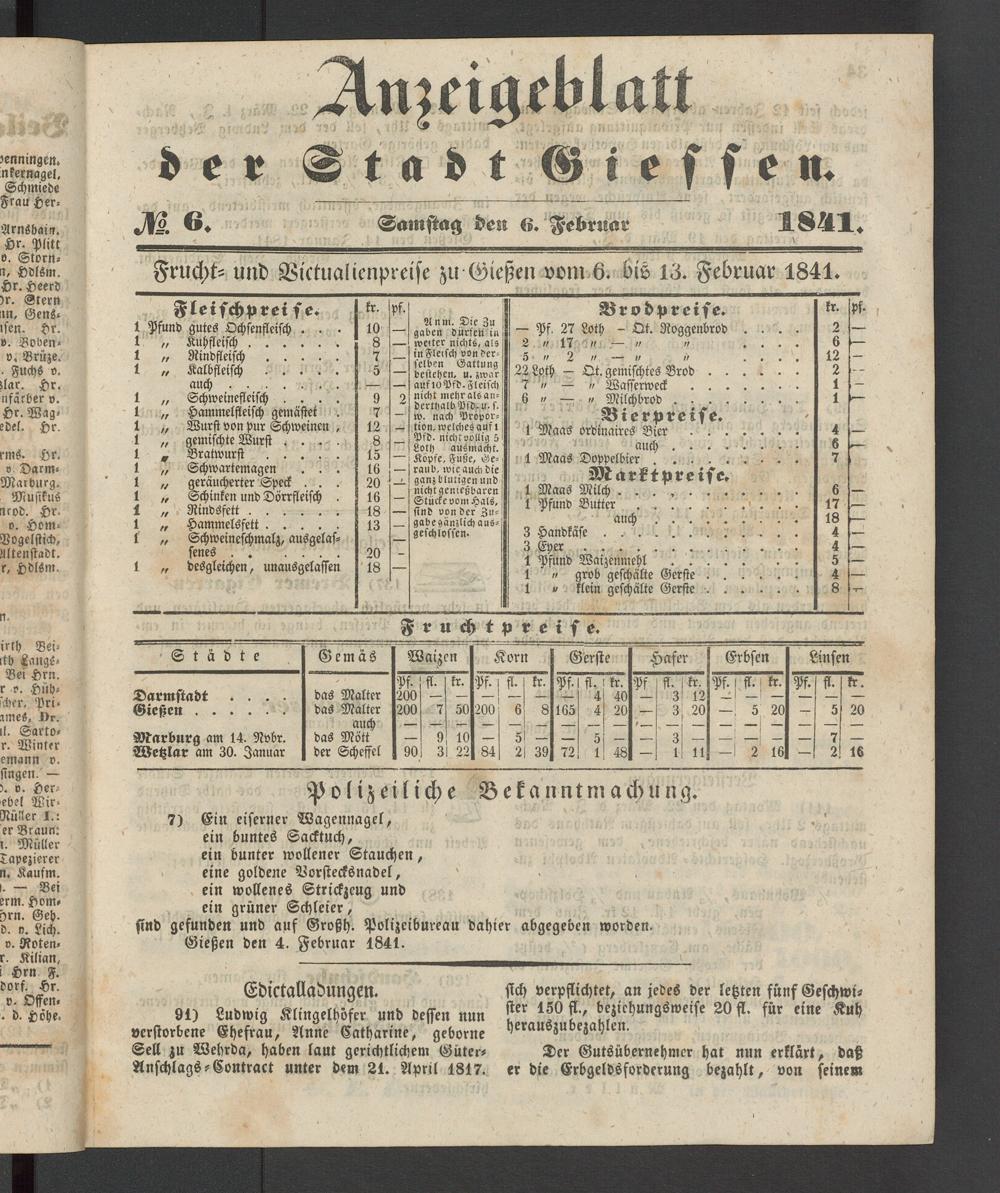 Anzeigeblatt
der Stadt Giessen.
No. 6. Samstag den 6. Februar 1841.
Frucht- und Victualienpreise zu Gießen vom 6. bis 13. Februar 1841.
Fleischpreise. kr. pf.
1 Pfund gutes Ochsenfleisch . . . 10 —
1 „ Kuhfleisch . . . . . 8 —
1 „ Rindfleisch . . . . 7 —
1 „ Kalbfleisch . . . . 5 —
auch . . . . . . — —
1 „ Schweinefleisch . . . . 9 2
1 „ Hammelfleisch gemästet . . 7 —
1 „ Wurst von pur Schweinen . 12 —
1 „ gemischte Wurst . . . . 8 —
1 „ Bratwurst . . . . . 15 —
1 „ Schwartemagen . . . . 16 —
1 „ geräucherter Speck . . . 20 —
1 „ Schinken und Dörrfleisch . 16 —
1 „ Rindsfett . . . . . 18 —
1 „ Hammelsfett . . . . . 13 —
1 „ Schweineschmalz, ausgelas-
senes . . . . . . 20 -
1 „ desgleichen, unausgelassen 18 —
Anm. Die Zu
gaben dürfen in
weiter nichts, als
in Fleisch von der-
selben Gattung
bestehen, u. zwar
auf 10 Pfd. Fleisch
nicht mehr als an-
derthalb Pfd. u. s.
w. nach Propor-
tion, welches auf 1
Pfd. nicht völlig 5
Loth ausmacht.
Köpfe, Füße, Ge-
raub, wie auch die
ganz blutigen und
nicht genießbaren
Stücke vom Hals,
sind von der Zu-
gabe gänzlich aus-
geschlossen.
Brodpreise. kr. pf.
— Pf. 27 Loth — Qt. Roggenbrod . . . . 2 —
2 „ 17 „ — „ „ . . . . 6 —
5 „ 2 „ — „ „ . . . . 12 —
22 Loth — Qt. gemischtes Brod . . . . . 2 —
7 „ — „ Wasserweck . . . . . 1 —
6 „ — „ Milchbrod . . . . . 1 —
Bierpreise.
1 Maas ordinaires Bier . . . . . . 4 —
auch . . . . . . 6 —
1 Maas Doppelbier . . . . . . . 7 —
Marktpreise.
1 Maas Milch . . . . . . . . 6 —
1 Pfund Butter . . . . . . . . 17 —
auch . . . . . . . 18 —
3 Handkäse . . . . . . . . . 4 —
3 Eyer . . . . . . . . . . 4 —
1 Pfund Waizenmehl . . . . . . . 5 —
1 „ grob geschälte Gerste . . . . . 4 —
1 „ klein geschälte Gerste . . . . . 8 —
Fruchtpreise.
Städte Gemäs Waizen Korn Gerste Hafer Erbsen Linsen
Pf. fl. kr. Pf. fl. kr. Pf. fl. kr. Pf fl. kr. Pf. fl. kr. Pf. fl. kr.
Darmstadt . . . . das Malter 200 — — — — — — 4 40 — 3 12 — — — — — —
Gießen . . . . . das Malter 200 7 50 200 6 8 165 4 20 — 3 20 — 5 20 — 5 20
auch — — — — — — — — — — — — — — — — — —
Marburg am 14. Nvbr. das Mött — 9 10 — 5 — — 5 — — 3 — — — — — 7 —
Wetzlar am 30. Januar der Scheffel 90 3 22 84 2 39 72 1 48 — 1 11 — 2 16 — 2 16
Polizeiliche Bekanntmachung.
7) Ein eiserner Wagennagel,
ein buntes Sacktuch,
ein bunter wollener Stauchen,
eine goldene Vorstecksnadel,
ein wollenes Strickzeug und
ein grüner Schleier,
sind gefunden und auf Großh. Polizeibureau dahier abgegeben worden.
Gießen den 4. Februar 1841.
Edictalladungen.
91) Ludwig Klingelhöfer und dessen nun
verstorbene Ehefrau, Anne Catharine, geborne
Sell zu Wehrda, haben laut gerichtlichem Güter-
Anschlags-Contract unter dem 21. April 1817.
sich verpflichtet, an jedes der letzten fünf Geschwi-
ster 150 fl., beziehungsweise 20 fl. für eine Kuh
herauszubezahlen.
Der Gutsübernehmer hat nun erklärt, daß
er die Erbgeldsforderung bezahlt, von seinem